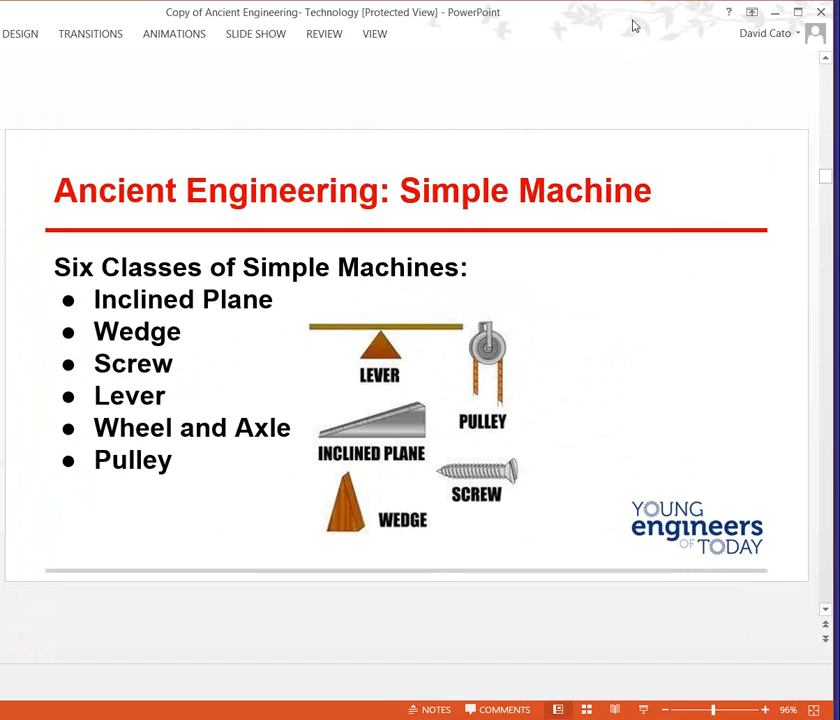 Copy of Ancient Engineering- Technology [Protected View] - PowerPoint
?
DESIGN TRANSITIONS ANIMATIONS SLIDE SHOW REVIEW VIEW David Cato
Ancient Engineering: Simple Machine
Six Classes of Simple Machines:
● Inclined Plane
● Wedge
● Screw
● Lever
● Wheel and Axle
● Pulley
LEVER
PULLEY
INCLINED PLANE
SCREW
WEDGE
YOUNG
engineers
OF TODAY
NOTES COMMENTS 96%